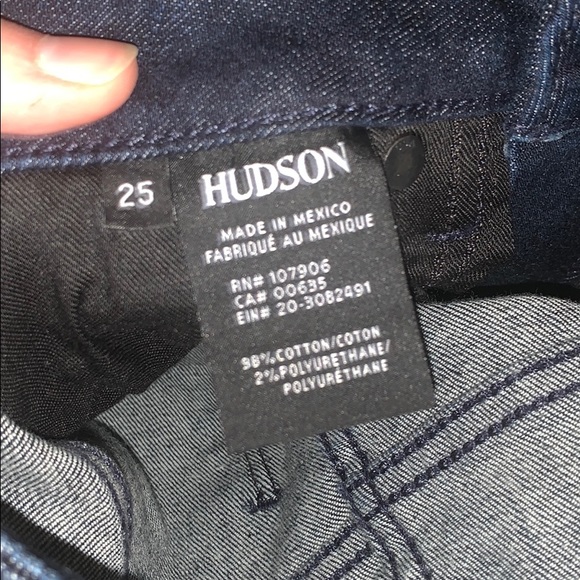 25
HUDSON
MADE IN MEXICO
FABRIQUÉ AU MEXIQUE
RN# 107906
CA# 00635
EIN# 20-3082491
98%COTTON/COTON
2%POLYURETHANE/
POLYURÉTHANE